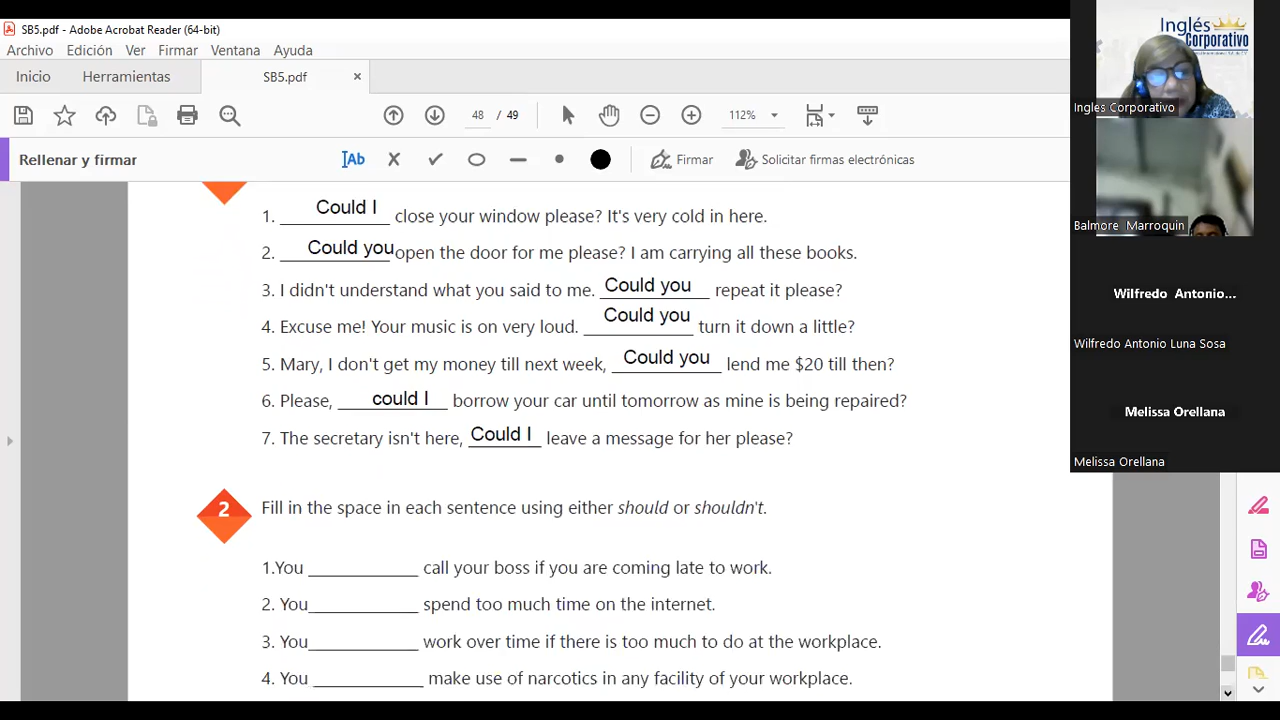 SB5.pdf - Adobe Acrobat Reader (64-bit)
Archivo Edición Ver Firmar Ventana Ayuda
Inicio Herramientas SB5.pdf ×
48 / 49 112%
Rellenar y firmar Ab Firmar Solicitar firmas electrónicas
1. Could I close your window please? It's very cold in here.
2. Could you open the door for me please? I am carrying all these books.
3. I didn't understand what you said to me. Could you repeat it please?
4. Excuse me! Your music is on very loud. Could you turn it down a little?
5. Mary, I don't get my money till next week, Could you lend me $20 till then?
6. Please, could I borrow your car until tomorrow as mine is being repaired?
7. The secretary isn't here, Could I leave a message for her please?
2 Fill in the space in each sentence using either should or shouldn't.
1.You ____________ call your boss if you are coming late to work.
2. You____________ spend too much time on the internet.
3. You____________ work over time if there is too much to do at the workplace.
4. You ____________ make use of narcotics in any facility of your workplace.
Inglés
Corporativo
Ingles Corporativo
Balmore Marroquin
Wilfredo Antonio...
Wilfredo Antonio Luna Sosa
Melissa Orellana
Melissa Orellana